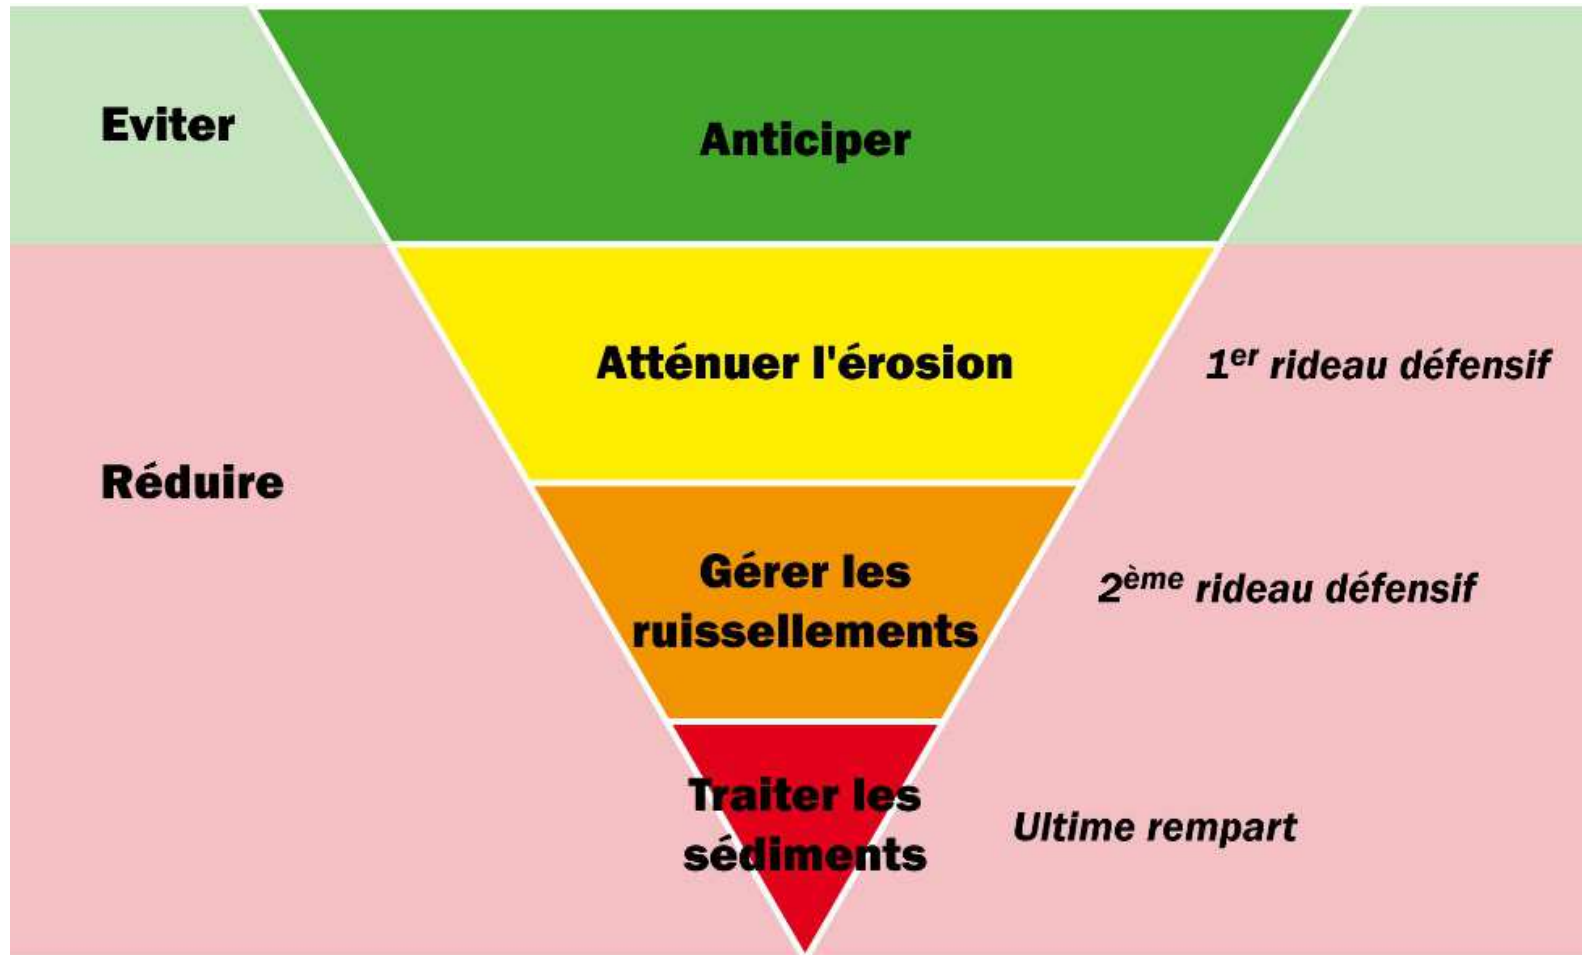 Eviter
Anticiper
Atténuer l'érosion
1er rideau défensif
Réduire
Gérer les
ruissellements
2ème rideau défensif
Traiter les
sédiments
Ultime rempart